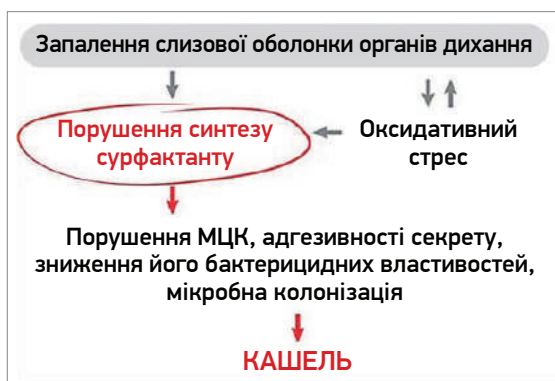 Запалення слизової оболонки органів дихання
Порушення синтезу
сурфактанту
Оксидативний
стрес
Порушення МЦК, адгезивності секрету,
зниження його бактерицидних властивостей,
мікробна колонізація
КАШЕЛЬ